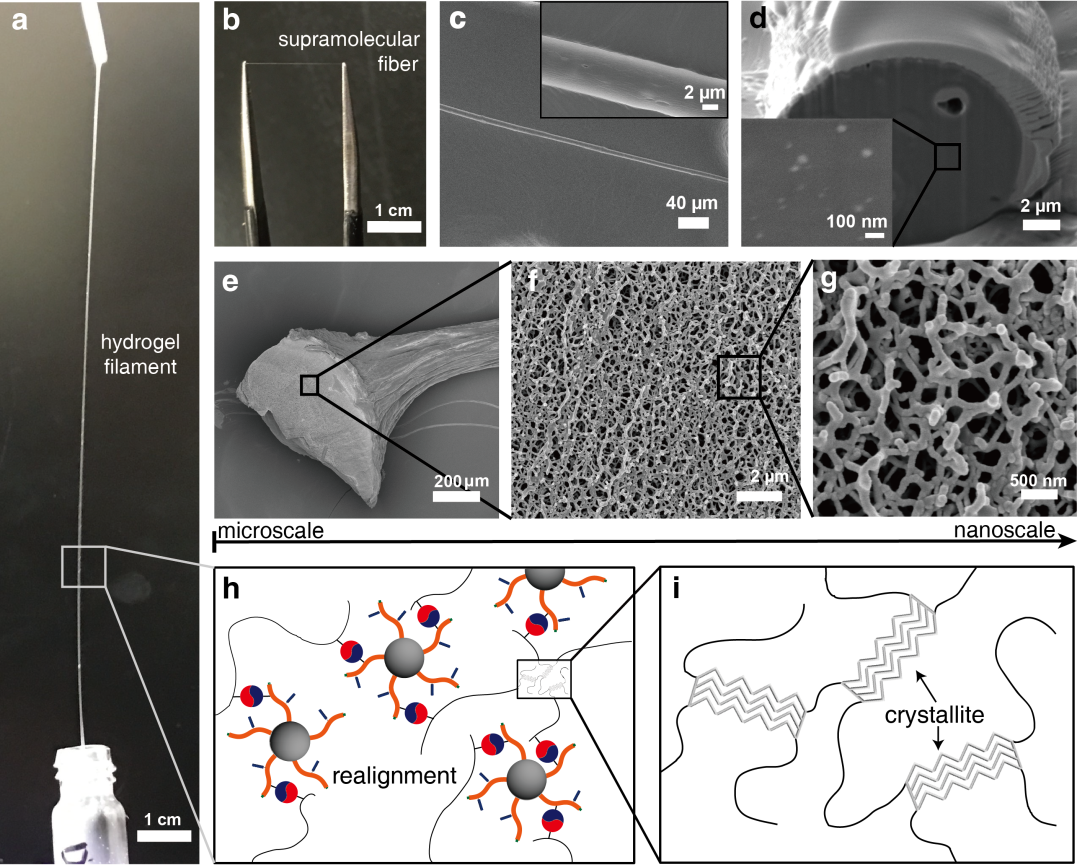 a
hydrogel
filament
1 cm
b
supramolecular
fiber
1 cm
c
2 µm
40 µm
d
100 nm
2 µm
e
200 µm
f
2 µm
g
500 nm
microscale
nanoscale
h
realignment
i
crystallite